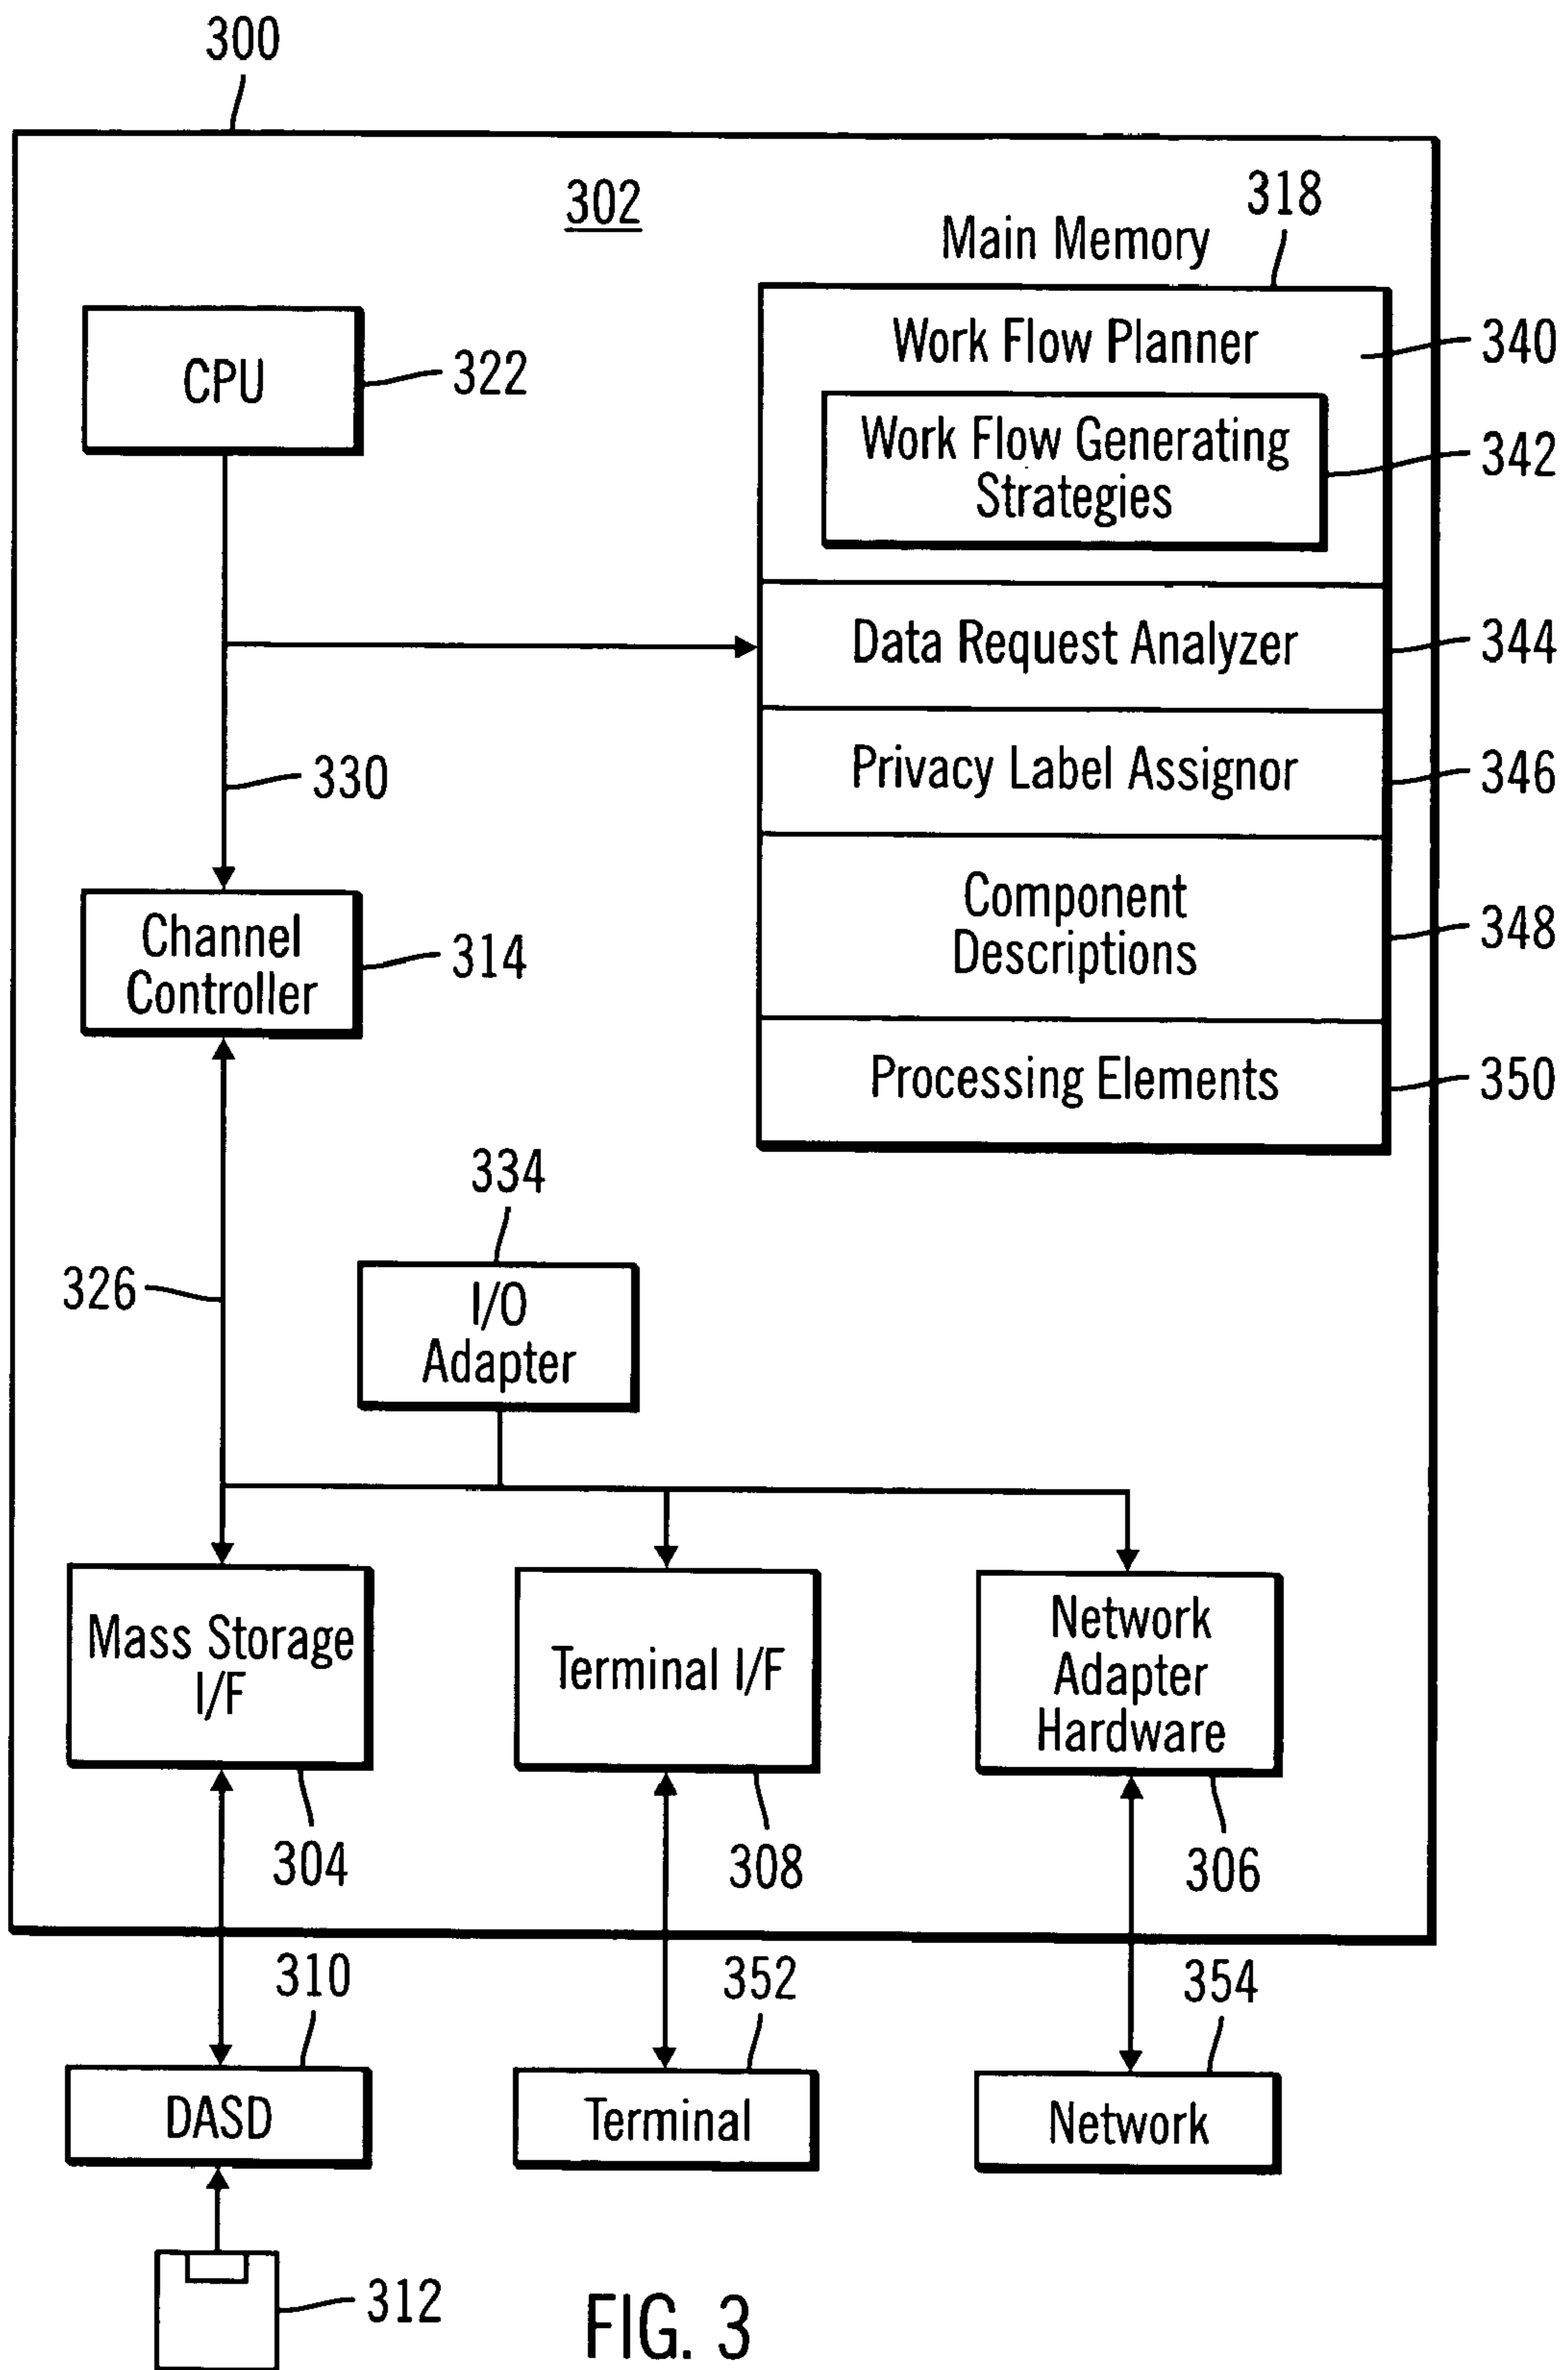 300
302
318
Main Memory
Work Flow Planner
340
CPU
322
Work Flow Generating
Strategies
342
Data Request Analyzer
344
330
Privacy Label Assignor
346
Channel
Controller
314
Component
Descriptions
348
Processing Elements
350
334
326
I/O
Adapter
Mass Storage
I/F
Terminal I/F
Network
Adapter
Hardware
304
308
306
310
352
354
DASD
Terminal
Network
312
FIG. 3